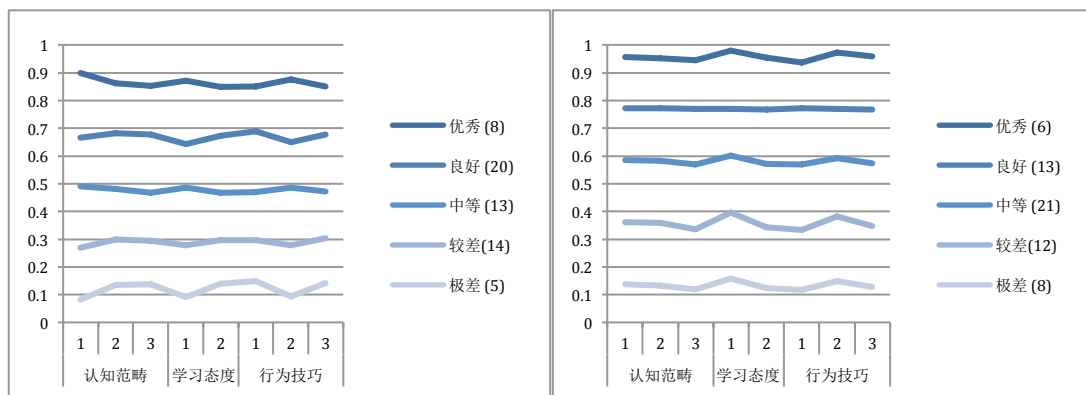 1
0.9
0.8
0.7
0.6
0.5
0.4
0.3
0.2
0.1
0
1 2 3 1 2 1 2 3
认知范畴 学习态度 行为技巧
优秀 (8)
良好 (20)
中等 (13)
较差 (14)
极差 (5)
1
0.9
0.8
0.7
0.6
0.5
0.4
0.3
0.2
0.1
0
1 2 3 1 2 1 2 3
认知范畴 学习态度 行为技巧
优秀 (6)
良好 (13)
中等 (21)
较差(12)
极差 (8)